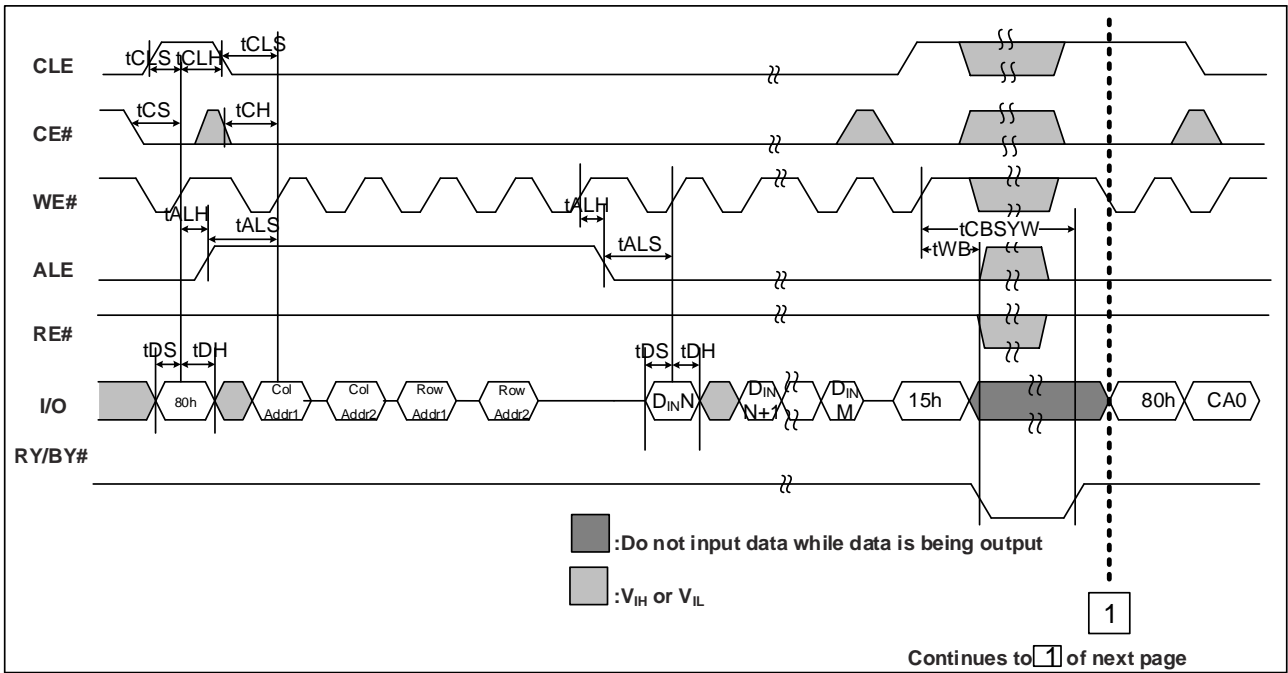 CLE
tCLS tCLH tCLS
CE#
tCS tCH
WE#
tALH tALS tALH tALS
tCBSYW
tWB
ALE
RE#
tDS tDH tDS tDH
I/O
80h
Col Addr1
Col Addr2
Row Addr1
Row Addr2
DINN
DIN N+1
DIN M
15h
80h
CA0
RY/BY#
:Do not input data while data is being output
:VIH or VIL
1
Continues to 1 of next page